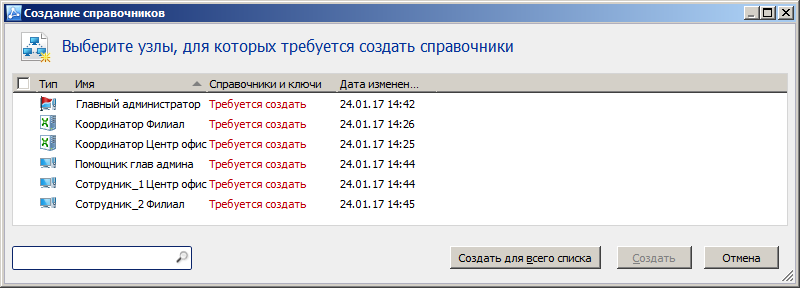 Создание справочников
Выберите узлы, для которых требуется создать справочники
Тип Имя Справочники и ключи Дата изменен...
Главный администратор Требуется создать 24.01.17 14:42
Координатор Филиал Требуется создать 24.01.17 14:26
Координатор Центр офис Требуется создать 24.01.17 14:25
Помощник глав админа Требуется создать 24.01.17 14:44
Сотрудник_1 Центр офис Требуется создать 24.01.17 14:44
Сотрудник_2 Филиал Требуется создать 24.01.17 14:45
Создать для всего списка Создать Отмена